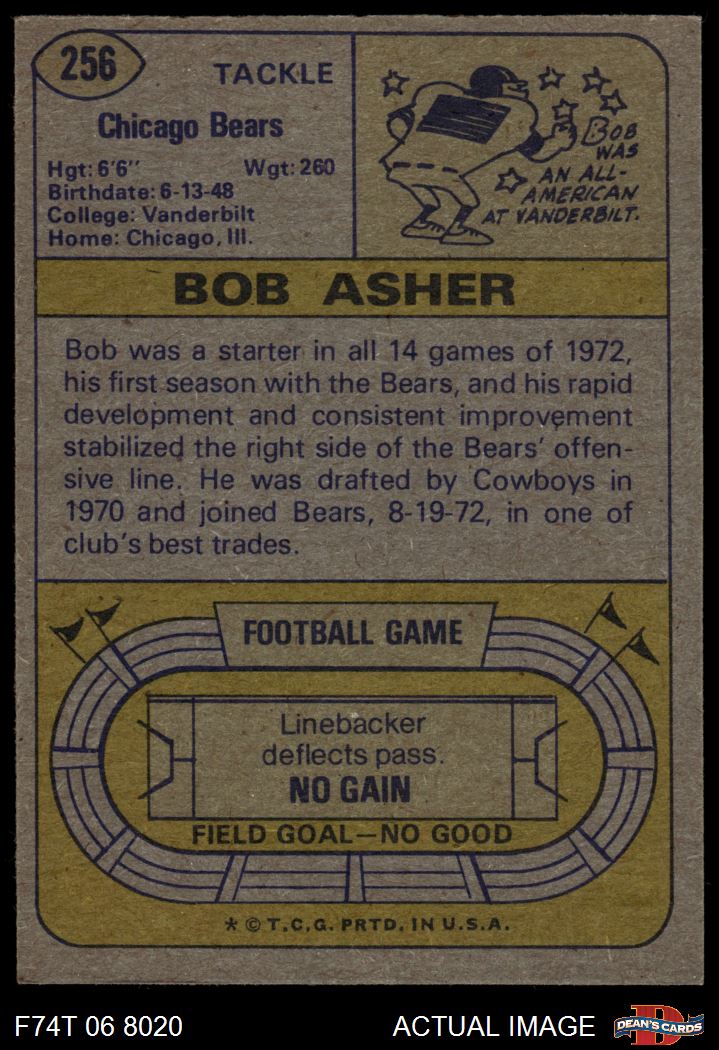 256
TACKLE
Chicago Bears
Hgt: 6'6" Wgt: 260
Birthdate: 6-13-48
College: Vanderbilt
Home: Chicago, Ill.
BOB
WAS
AN ALL-
AMERICAN
AT VANDERBILT.
BOB ASHER
Bob was a starter in all 14 games of 1972,
his first season with the Bears, and his rapid
development and consistent improvement
stabilized the right side of the Bears' offen-
sive line. He was drafted by Cowboys in
1970 and joined Bears, 8-19-72, in one of
club's best trades.
FOOTBALL GAME
Linebacker
deflects pass.
NO GAIN
FIELD GOAL—NO GOOD
* © T.C.G. PRTD. IN U.S.A.
F74T 06 8020 ACTUAL IMAGE
D
DEAN'S CARDS